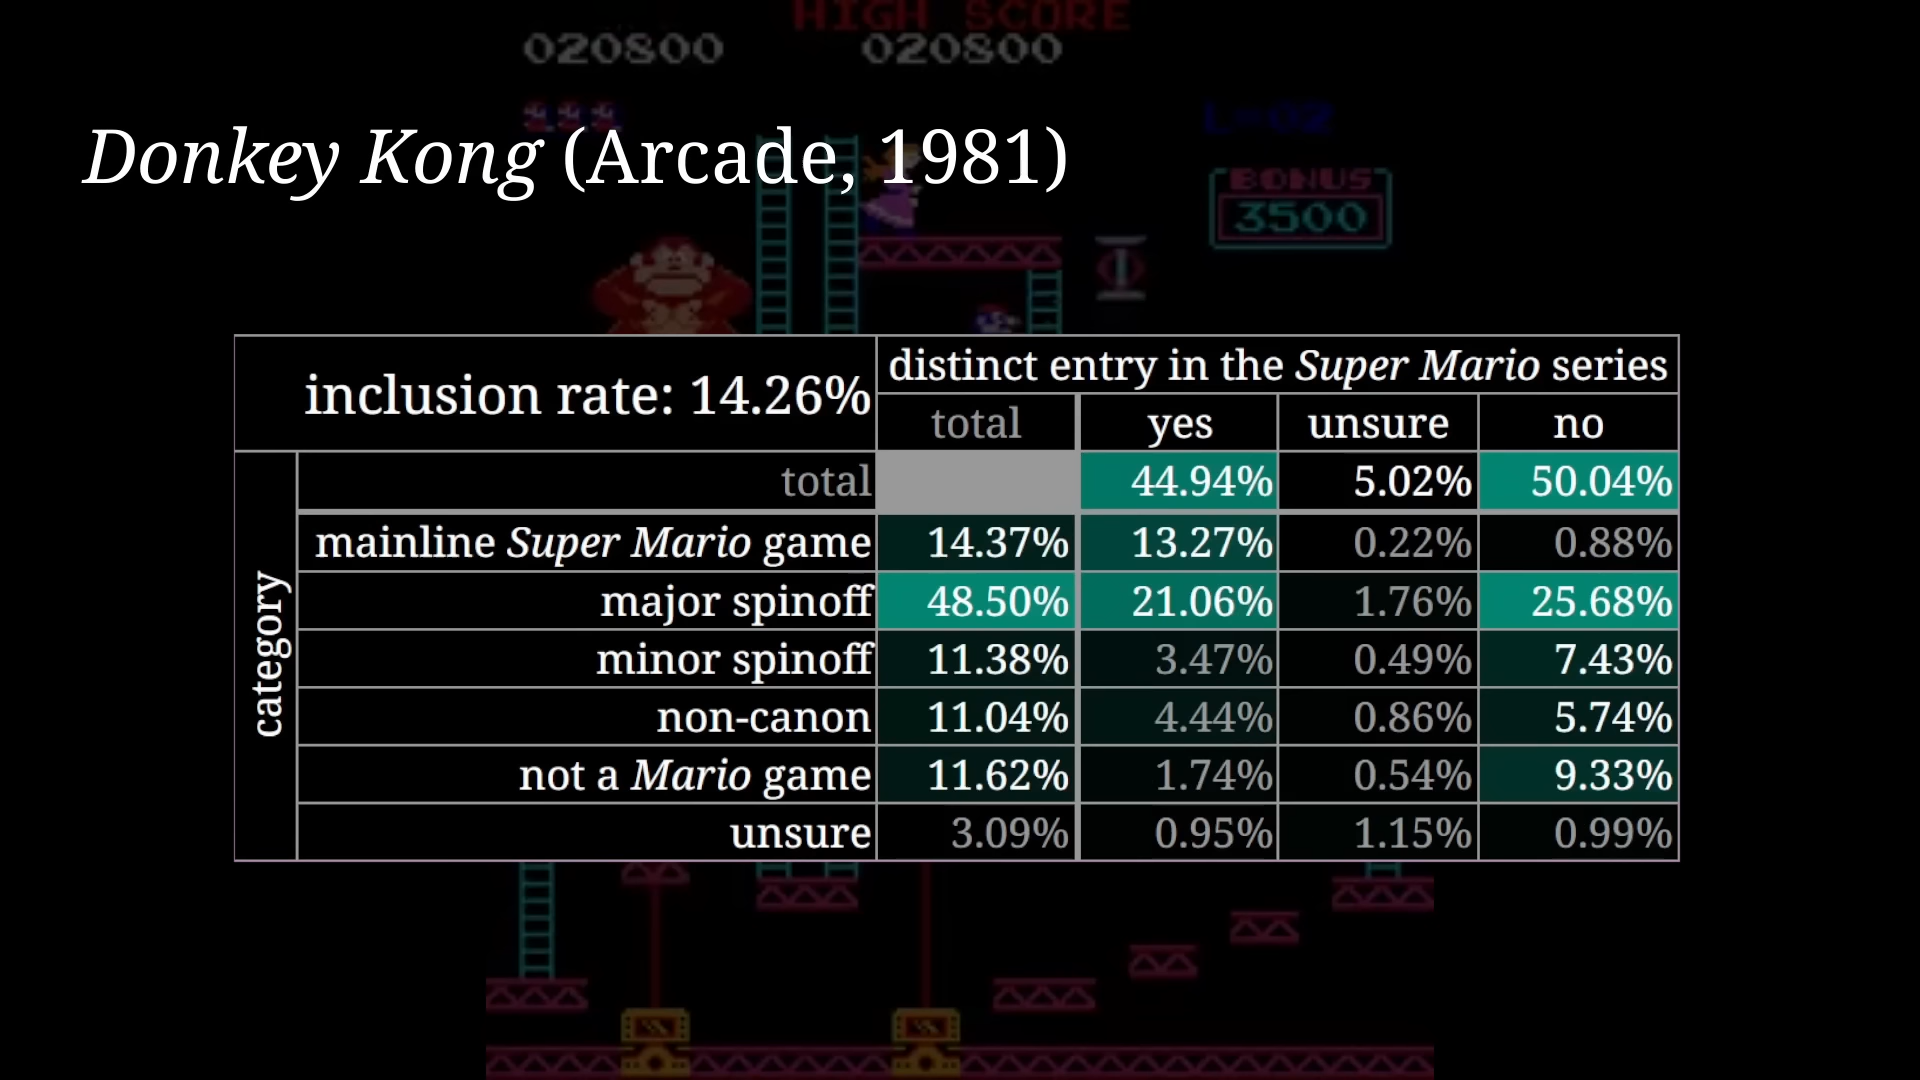 HIGH SCORE
020800 020800
L=02
Donkey Kong (Arcade, 1981)
BONUS
3500
inclusion rate: 14.26%
distinct entry in the Super Mario series
total yes unsure no
category
total 44.94% 5.02% 50.04%
mainline Super Mario game 14.37% 13.27% 0.22% 0.88%
major spinoff 48.50% 21.06% 1.76% 25.68%
minor spinoff 11.38% 3.47% 0.49% 7.43%
non-canon 11.04% 4.44% 0.86% 5.74%
not a Mario game 11.62% 1.74% 0.54% 9.33%
unsure 3.09% 0.95% 1.15% 0.99%